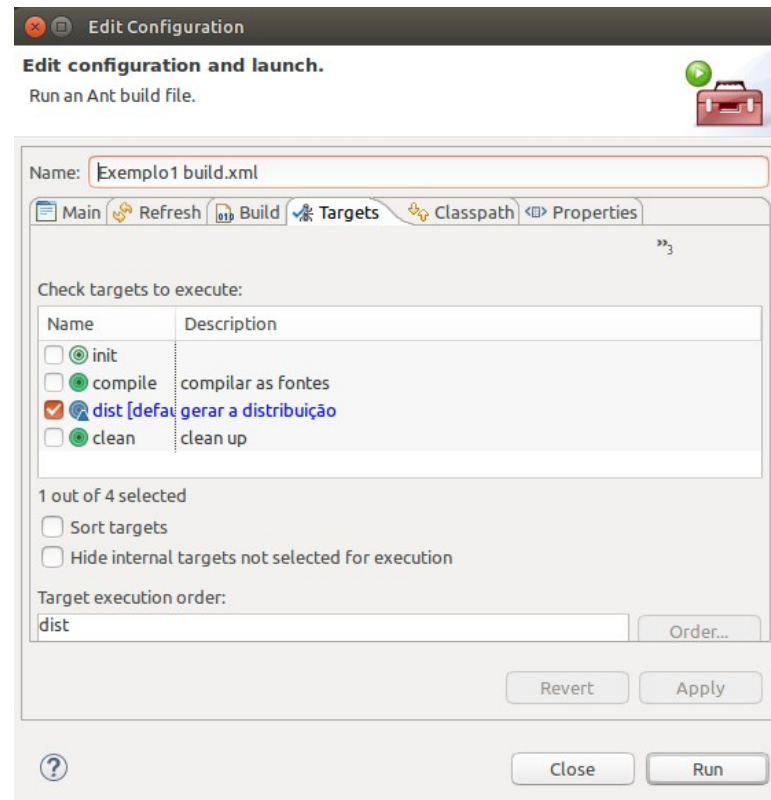 Edit Configuration
Edit configuration and launch.
Run an Ant build file.
Name: Exemplo1 build.xml
Main Refresh Build Targets Classpath Properties
»3
Check targets to execute:
Name Description
init
compile compilar as fontes
dist [defau gerar a distribuição
clean clean up
1 out of 4 selected
Sort targets
Hide internal targets not selected for execution
Target execution order:
dist
Order...
Revert Apply
Close Run